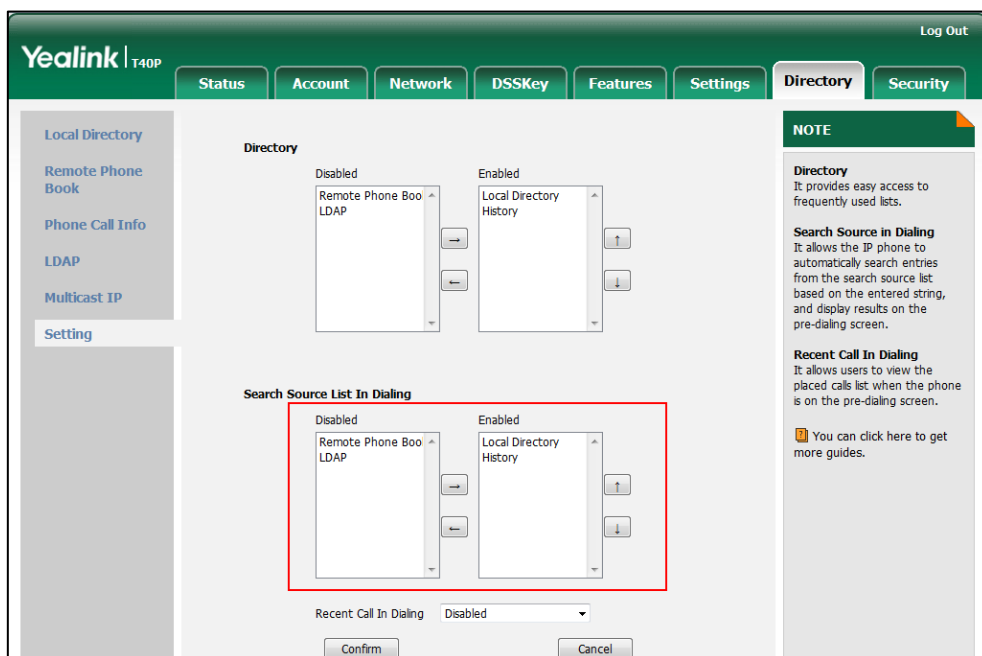 Log Out
Yealink T40P
Status Account Network DSSKey Features Settings Directory Security
Local Directory
Remote Phone
Book
Phone Call Info
LDAP
Multicast IP
Setting
Directory
Disabled Enabled
Remote Phone Boo
LDAP
Local Directory
History
→ ↑
← ↓
Search Source List In Dialing
Disabled Enabled
Remote Phone Boo
LDAP
Local Directory
History
→ ↑
← ↓
Recent Call In Dialing Disabled
Confirm Cancel
NOTE
Directory
It provides easy access to
frequently used lists.
Search Source in Dialing
It allows the IP phone to
automatically search entries
from the search source list
based on the entered string,
and display results on the
pre-dialing screen.
Recent Call In Dialing
It allows users to view the
placed calls list when the phone
is on the pre-dialing screen.
? You can click here to get
more guides.